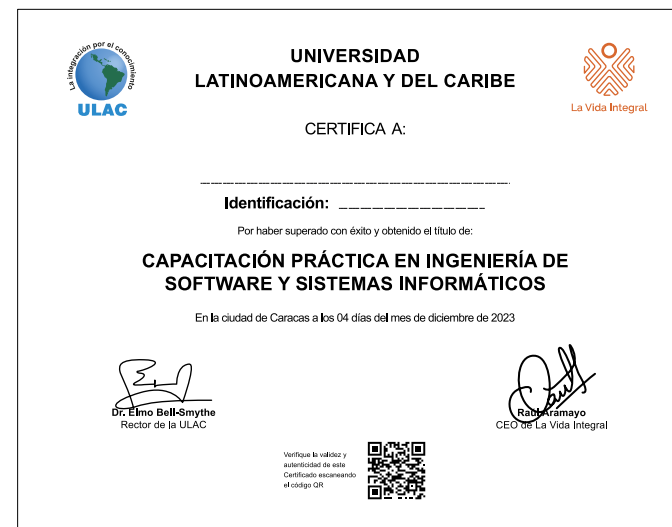 La integración por el conocimiento
ULAC
UNIVERSIDAD
LATINOAMERICANA Y DEL CARIBE
La Vida Integral
CERTIFICA A:
Identificación:
Por haber superado con éxito y obtenido el título de:
CAPACITACIÓN PRÁCTICA EN INGENIERÍA DE
SOFTWARE Y SISTEMAS INFORMÁTICOS
En la ciudad de Caracas a los 04 días del mes de diciembre de 2023
Dr. Elmo Bell-Smythe
Rector de la ULAC
Raúl Aramayo
CEO de La Vida Integral
Verifique la validez y
autenticidad de este
Certificado escaneando
el código QR